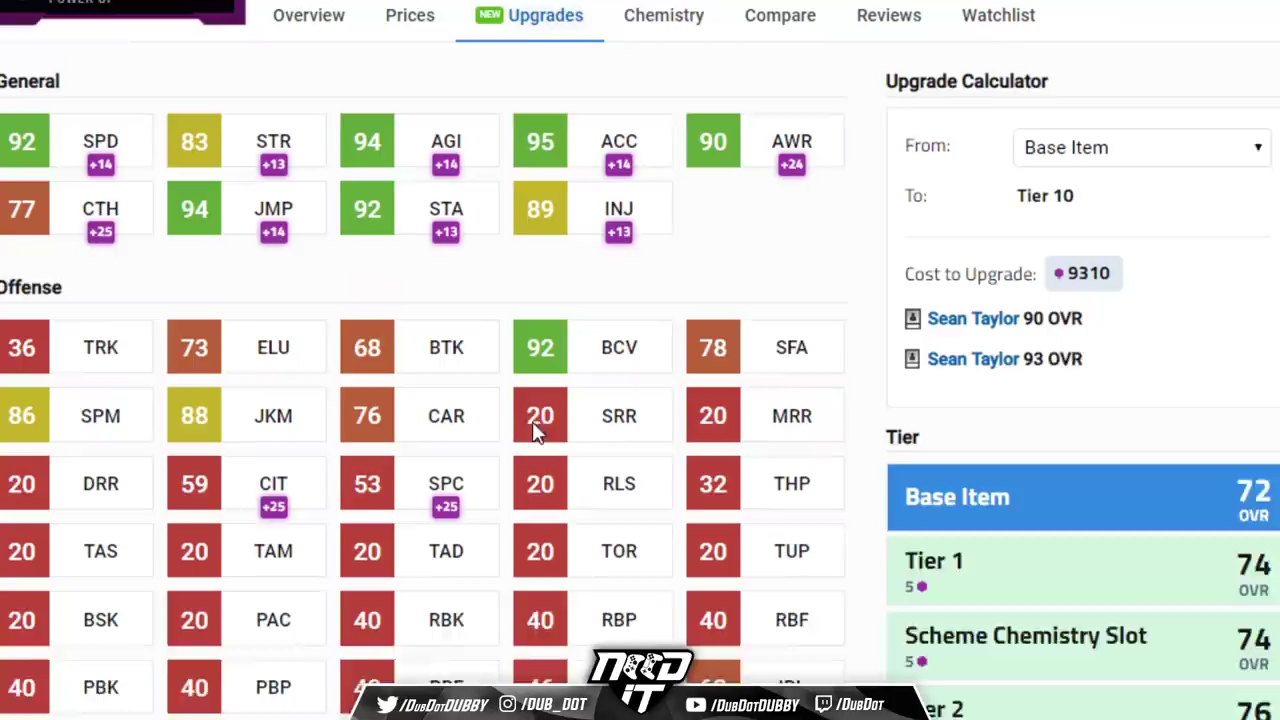 Overview Prices NEW Upgrades Chemistry Compare Reviews Watchlist
General
92 SPD +14 83 STR +13 94 AGI +14 95 ACC +14 90 AWR +24
77 CTH +25 94 JMP +14 92 STA +13 89 INJ +13
Offense
36 TRK 73 ELU 68 BTK 92 BCV 78 SFA
86 SPM 88 JKM 76 CAR 20 SRR 20 MRR
20 DRR 59 CIT +25 53 SPC +25 20 RLS 32 THP
20 TAS 20 TAM 20 TAD 20 TOR 20 TUP
20 BSK 20 PAC 40 RBK 40 RBP 40 RBF
40 PBK 40 PBP
Upgrade Calculator
From: Base Item
To: Tier 10
Cost to Upgrade: 9310
Sean Taylor 90 OVR
Sean Taylor 93 OVR
Tier
Base Item 72 OVR
Tier 1 74 OVR
5
Scheme Chemistry Slot 74 OVR
5
Tier 2 76
NEED IT
/DubDotDUBBY /DUB_DOT /DubDotDUBBY /DubDot